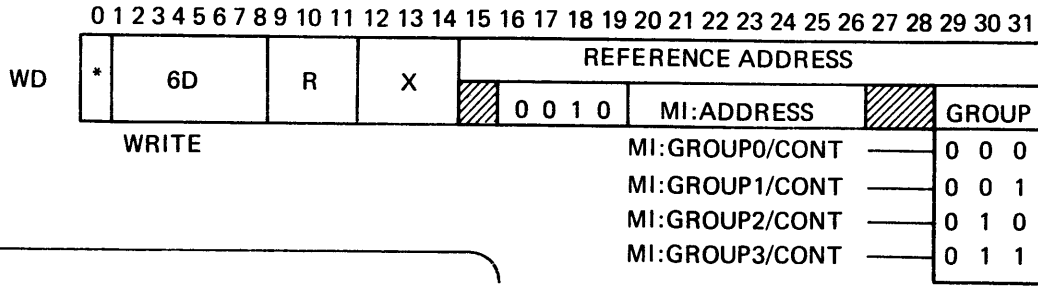 0 1 2 3 4 5 6 7 8 9 10 11 12 13 14 15 16 17 18 19 20 21 22 23 24 25 26 27 28 29 30 31
REFERENCE ADDRESS
WD * 6D R X
0 0 1 0 MI:ADDRESS GROUP
WRITE MI:GROUP0/CONT 0 0 0
MI:GROUP1/CONT 0 0 1
MI:GROUP2/CONT 0 1 0
MI:GROUP3/CONT 0 1 1